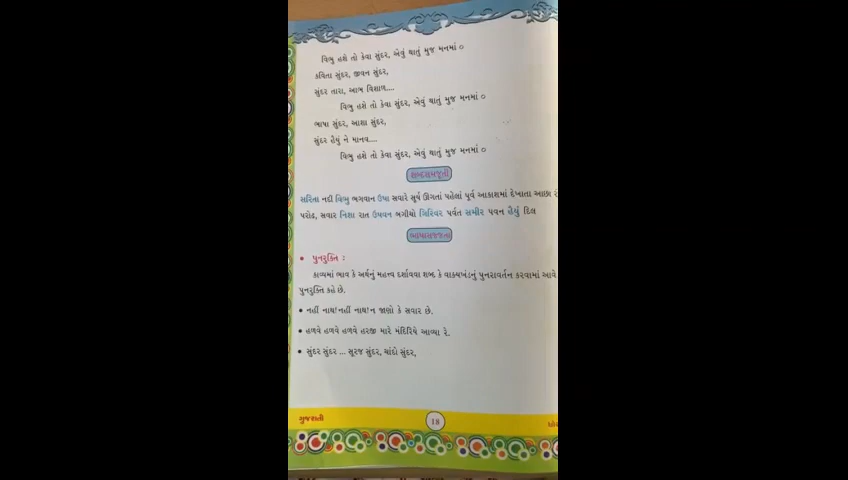 વિભુ હશે તો કેવા સુંદર, એવું થાતું મુજ મનમાં ૦
કવિતા સુંદર, જીવન સુંદર,
સુંદર તારા, આભ વિશાળ....
વિભુ હશે તો કેવા સુંદર, એવું થાતું મુજ મનમાં ૦
ભાષા સુંદર, આશા સુંદર,
સુંદર હૈયું ને માનવ....
વિભુ હશે તો કેવા સુંદર, એવું થાતું મુજ મનમાં ૦
શબ્દસમજૂતી
સરિતા નદી વિભુ ભગવાન ઉષા સવારે સૂર્ય ઊગતાં પહેલાં પૂર્વ આકાશમાં દેખાતા આછા
પરોઢ, સવાર નિશા રાત ઉપવન બગીચો ગિરિવર પર્વત સમીર પવન હૈયું દિલ
ભાષાસજ્જતા
• પુનરુક્તિ :
કાવ્યમાં ભાવ કે અર્થનું મહત્ત્વ દર્શાવવા શબ્દ કે વાક્યખંડનું પુનરાવર્તન કરવામાં આવે
પુનરુક્તિ કહે છે.
• નહીં નાથ! નહીં નાથ! ન જાણો કે સવાર છે.
• હળવે હળવે હળવે હરજી મારે મંદિરિયે આવ્યા રે.
• સુંદર સુંદર ... સૂરજ સુંદર, ચાંદો સુંદર,
ગુજરાતી
18